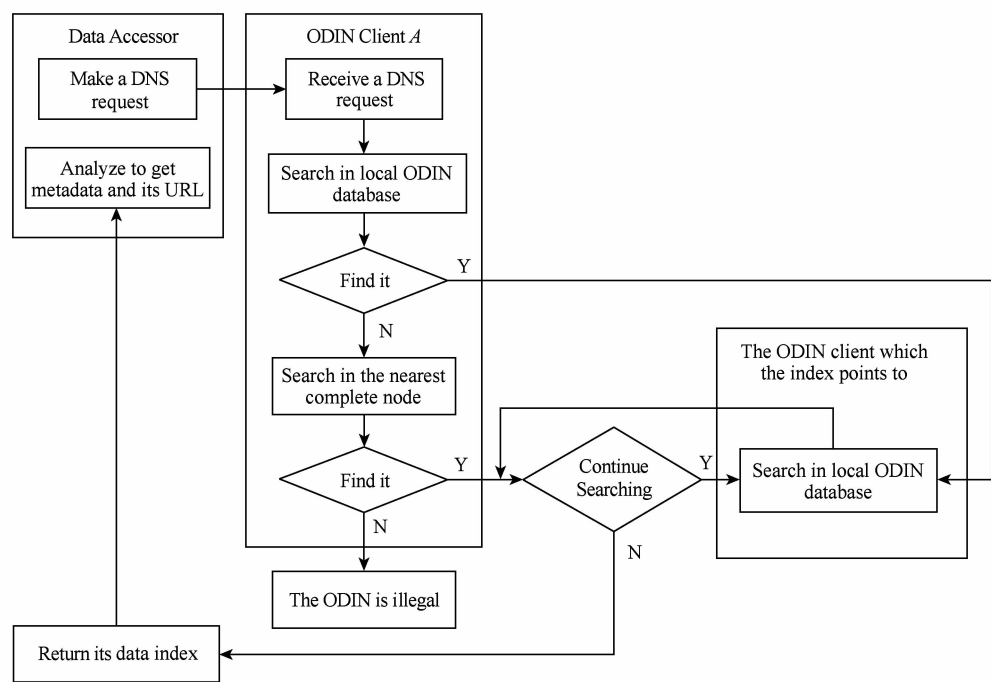 Data Accessor
Make a DNS
request
Analyze to get
metadata and its URL
ODIN Client A
Receive a DNS
request
Search in local ODIN
database
Find it
Y
N
Search in the nearest
complete node
Find it
Y
N
The ODIN is illegal
Continue
Searching
Y
N
The ODIN client which
the index points to
Search in local ODIN
database
Return its data index